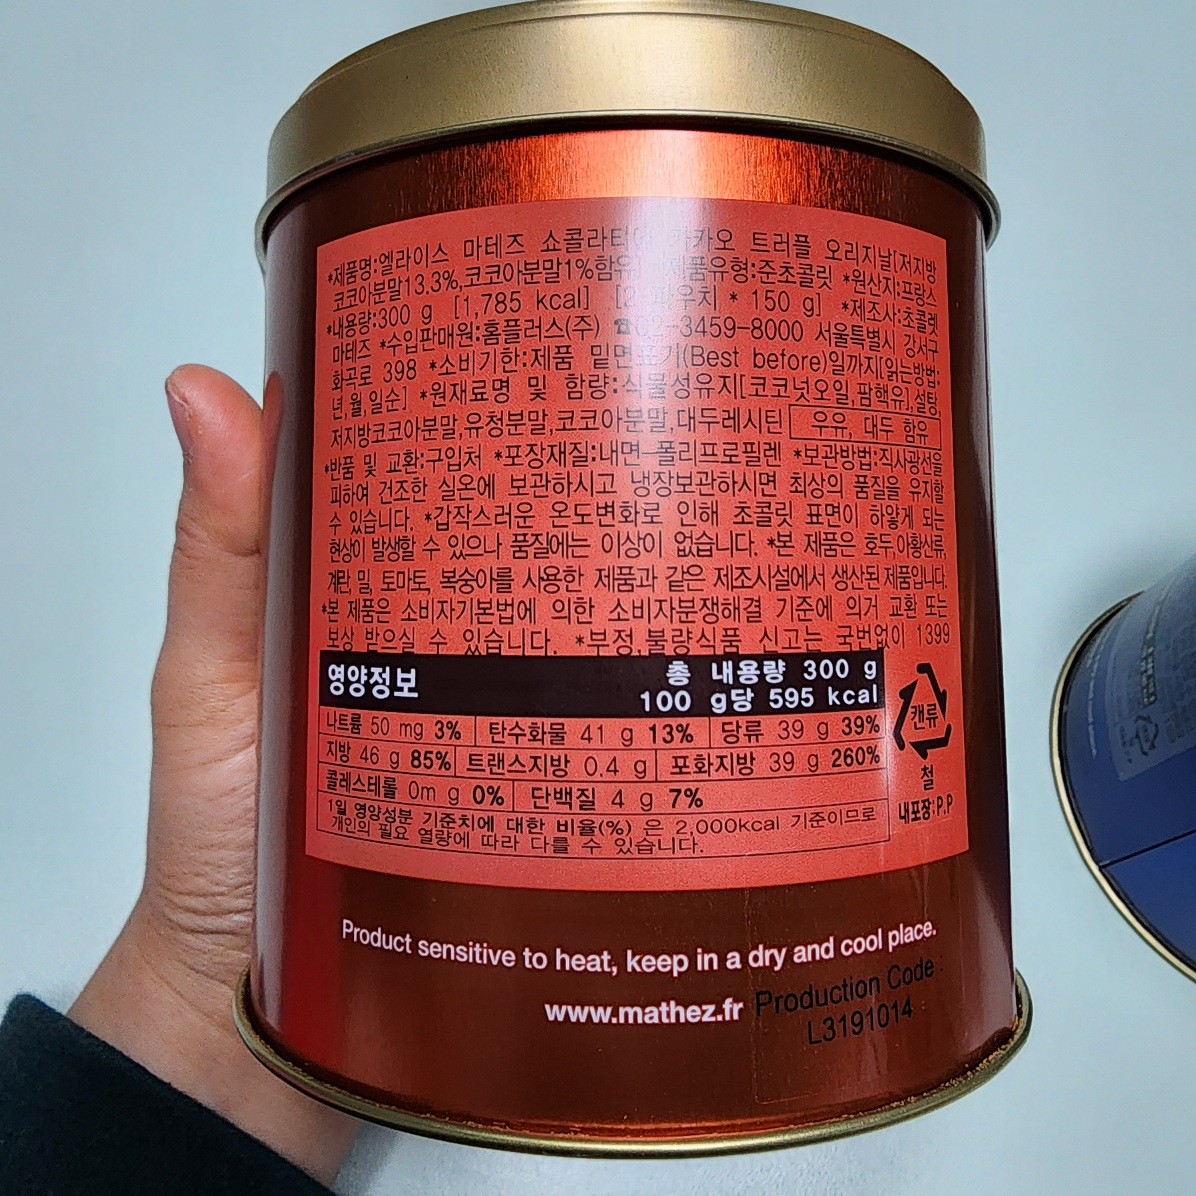 *제품명:엘라이스 마테즈 쇼콜라티에 카카오 트러플 오리지날[저지방
코코아분말13.3%,코코아분말1%함유] *제품유형:준초콜릿 *원산지:프랑스
*내용량:300 g [1,785 kcal] [2 파우치 * 150 g] *제조사:초콜렛
마테즈 *수입판매원:홈플러스(주) ☎02-3459-8000 서울특별시 강서구
화곡로 398 *소비기한:제품 밑면표기(Best before)일까지[읽는방법:
년,월,일순] *원재료명 및 함량:식물성유지[코코넛오일,팜핵유],설탕,
저지방코코아분말,유청분말,코코아분말,대두레시틴 우유, 대두 함유
*반품 및 교환:구입처 *포장재질:내면-폴리프로필렌 *보관방법:직사광선을
피하여 건조한 실온에 보관하시고 냉장보관하시면 최상의 품질을 유지할
수 있습니다. *갑작스러운 온도변화로 인해 초콜릿 표면이 하얗게 되는
현상이 발생할 수 있으나 품질에는 이상이 없습니다. *본 제품은 호두,아황산류,
계란, 밀, 토마토, 복숭아를 사용한 제품과 같은 제조시설에서 생산된 제품입니다.
*본 제품은 소비자기본법에 의한 소비자분쟁해결 기준에 의거 교환 또는
보상 받으실 수 있습니다. *부정,불량식품 신고는 국번없이 1399
영양정보 총 내용량 300 g
100 g당 595 kcal
나트륨 50 mg 3% 탄수화물 41 g 13% 당류 39 g 39%
지방 46 g 85% 트랜스지방 0.4 g 포화지방 39 g 260%
콜레스테롤 0m g 0% 단백질 4 g 7%
1일 영양성분 기준치에 대한 비율(%) 은 2,000kcal 기준이므로
개인의 필요 열량에 따라 다를 수 있습니다.
캔류
철
내포장:P.P
Product sensitive to heat, keep in a dry and cool place.
www.mathez.fr
Production Code :
L3191014